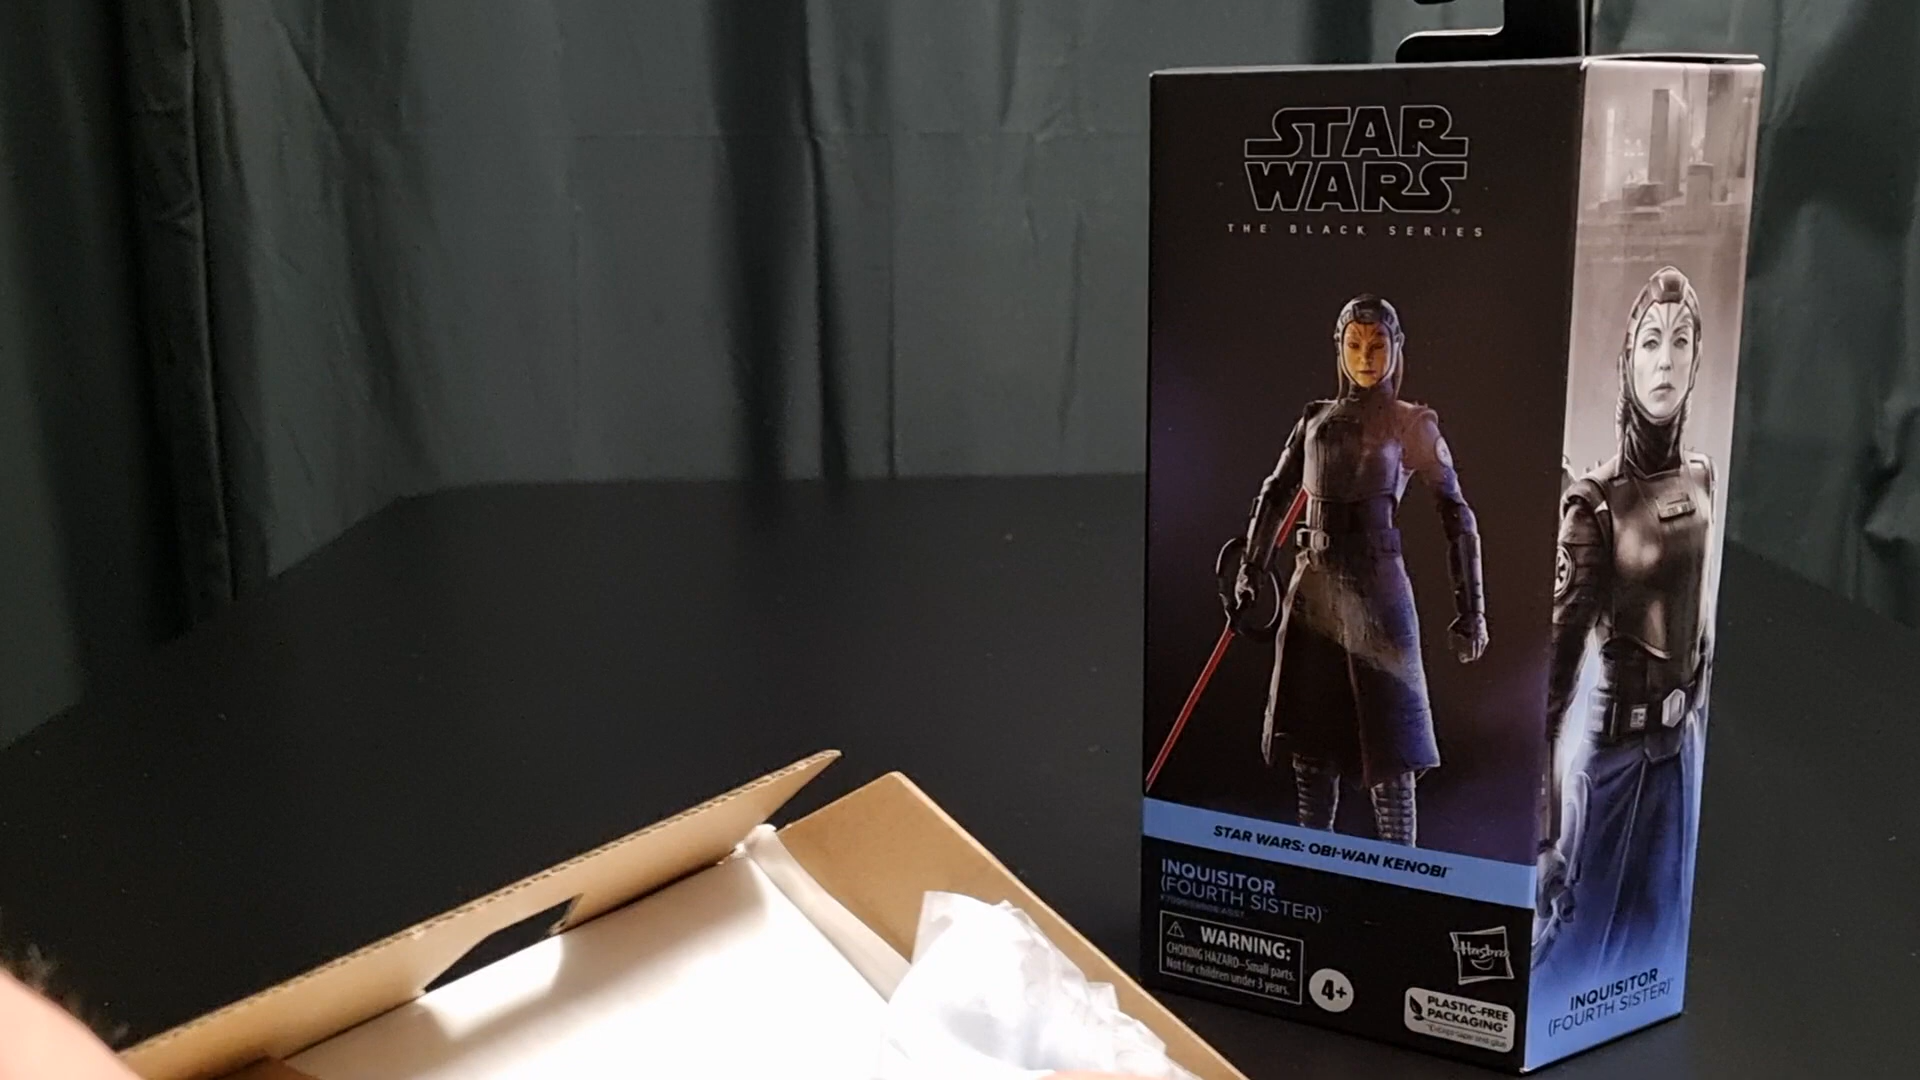 STAR
WARS
THE BLACK SERIES
STAR WARS: OBI-WAN KENOBI
INQUISITOR
(FOURTH SISTER)
WARNING:
CHOKING HAZARD–Small parts.
Not for children under 3 years.
4+
Hasbro
PLASTIC-FREE
PACKAGING*
INQUISITOR
(FOURTH SISTER)